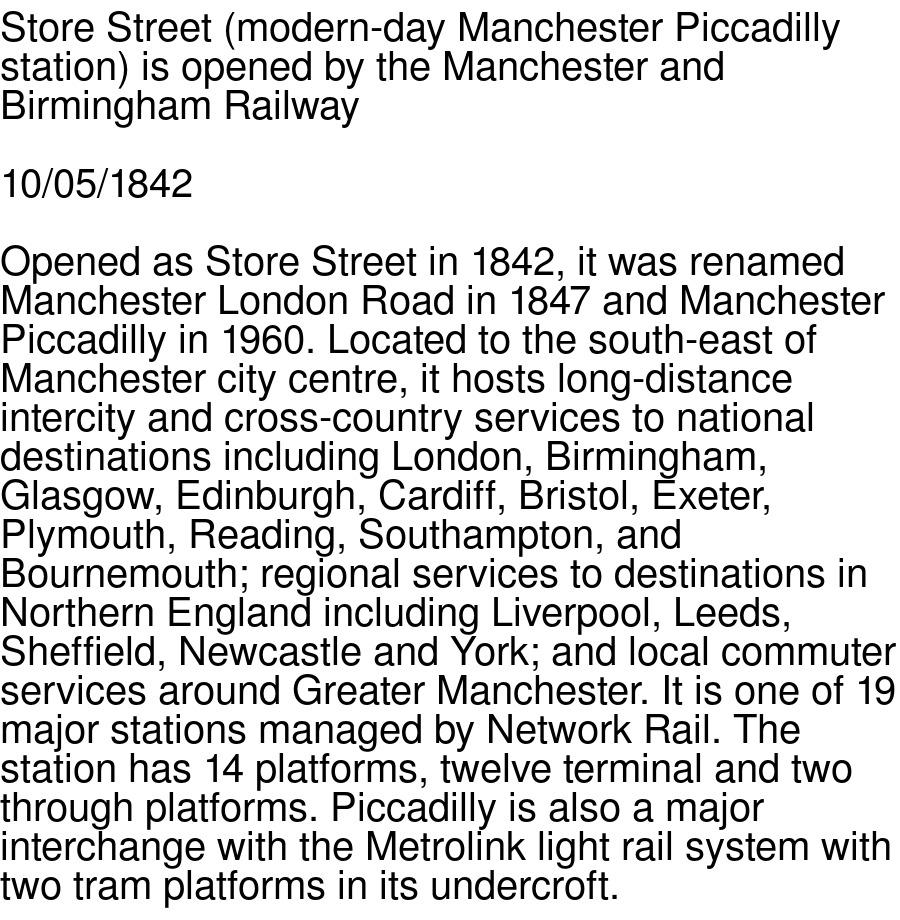 Store Street (modern-day Manchester Piccadilly
station) is opened by the Manchester and
Birmingham Railway
10/05/1842
Opened as Store Street in 1842, it was renamed
Manchester London Road in 1847 and Manchester
Piccadilly in 1960. Located to the south-east of
Manchester city centre, it hosts long-distance
intercity and cross-country services to national
destinations including London, Birmingham,
Glasgow, Edinburgh, Cardiff, Bristol, Exeter,
Plymouth, Reading, Southampton, and
Bournemouth; regional services to destinations in
Northern England including Liverpool, Leeds,
Sheffield, Newcastle and York; and local commuter
services around Greater Manchester. It is one of 19
major stations managed by Network Rail. The
station has 14 platforms, twelve terminal and two
through platforms. Piccadilly is also a major
interchange with the Metrolink light rail system with
two tram platforms in its undercroft.